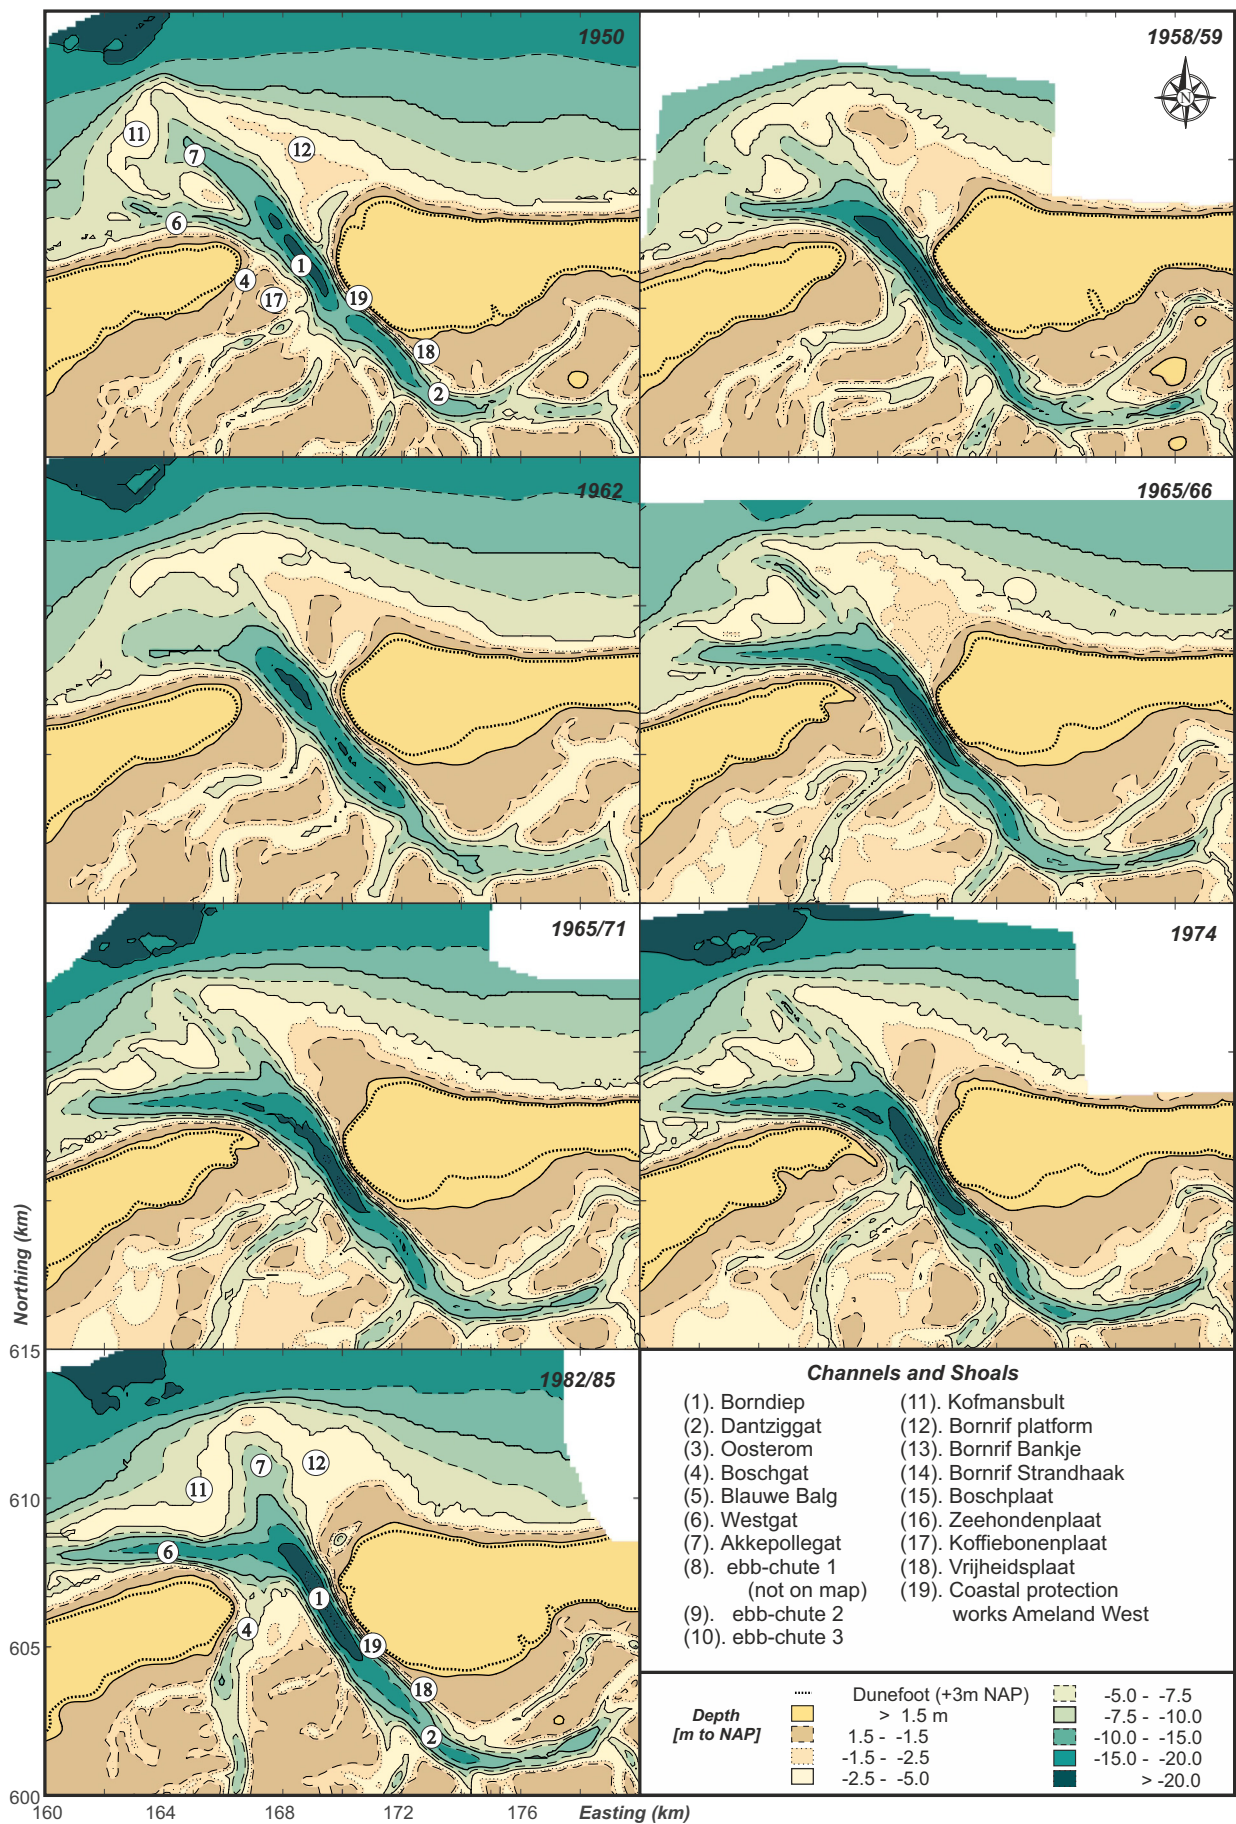 1950
11
7
12
6
1
4
17
19
18
2
1958/59
N
1962
1965/66
1965/71
1974
Northing (km)
615
610
605
600
1982/85
7
12
11
6
1
4
19
18
2
160
164
168
172
176
Easting (km)
Channels and Shoals
(1). Borndiep
(2). Dantziggat
(3). Oosterom
(4). Boschgat
(5). Blauwe Balg
(6). Westgat
(7). Akkepollegat
(8). ebb-chute 1
(not on map)
(9). ebb-chute 2
(10). ebb-chute 3
(11). Kofmansbult
(12). Bornrif platform
(13). Bornrif Bankje
(14). Bornrif Strandhaak
(15). Boschplaat
(16). Zeehondenplaat
(17). Koffiebonenplaat
(18). Vrijheidsplaat
(19). Coastal protection
works Ameland West
Depth
[m to NAP]
Dunefoot (+3m NAP)
> 1.5 m
1.5 - -1.5
-1.5 - -2.5
-2.5 - -5.0
-5.0 - -7.5
-7.5 - -10.0
-10.0 - -15.0
-15.0 - -20.0
> -20.0